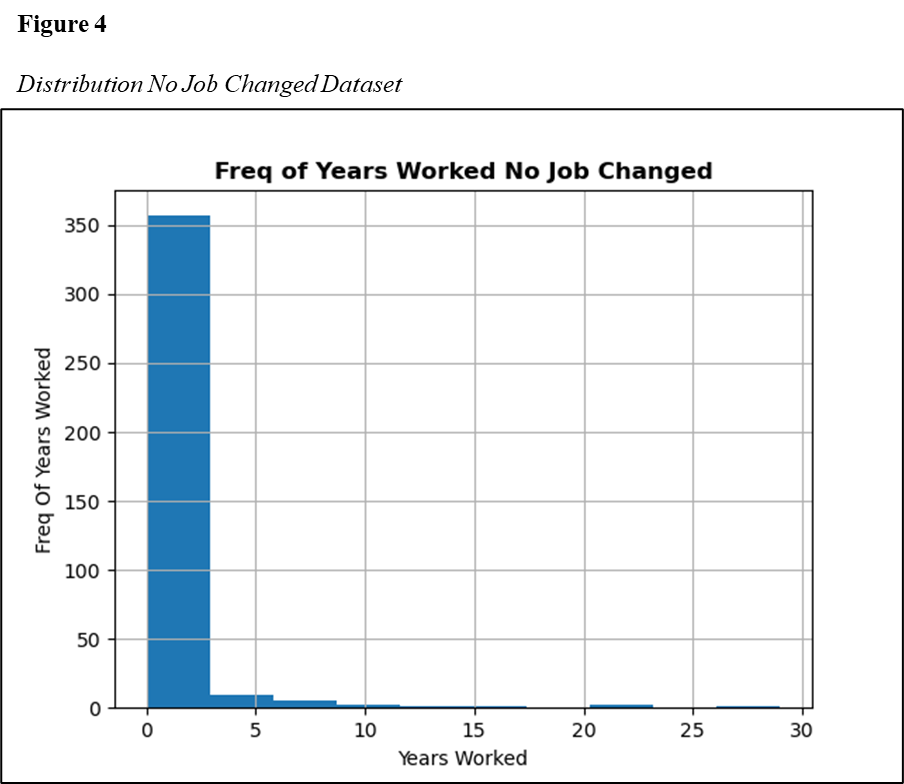 Figure 4
Distribution No Job Changed Dataset
Freq of Years Worked No Job Changed
350
300
250
200
150
100
50
0
Freq Of Years Worked
0 5 10 15 20 25 30
Years Worked